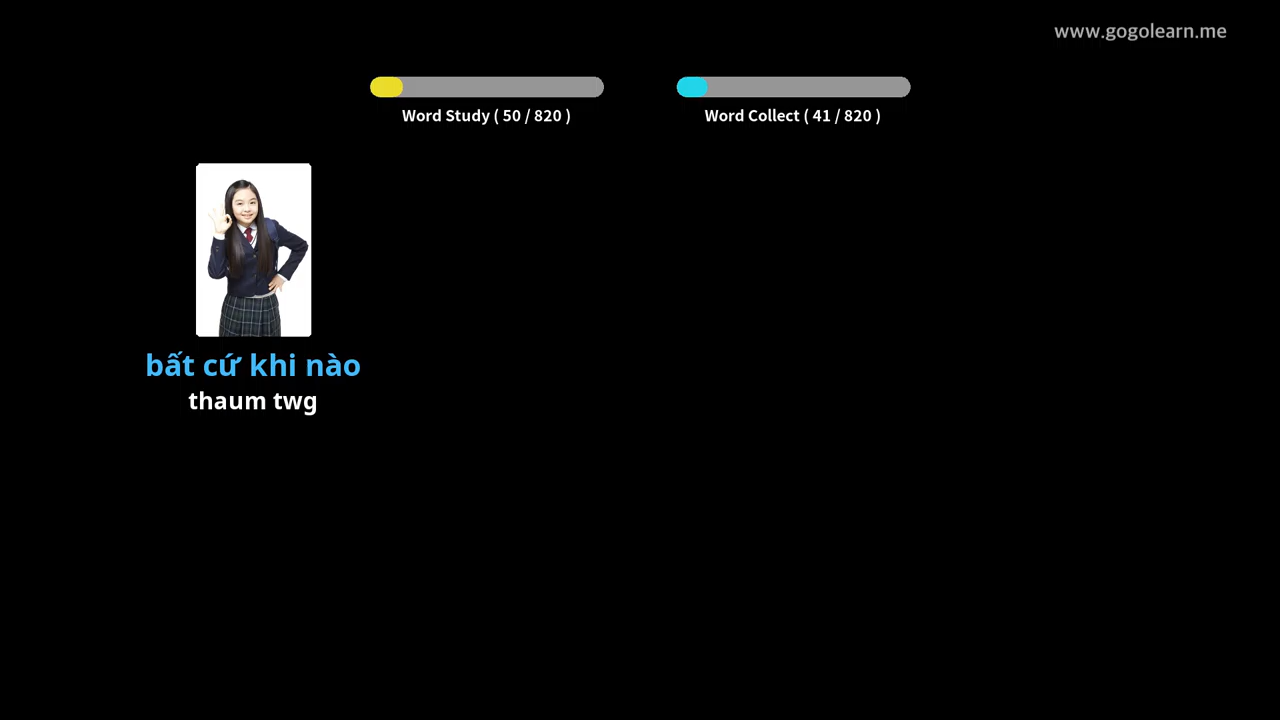 www.gogolearn.me
Word Study ( 50 / 820 )
Word Collect ( 41 / 820 )
bất cứ khi nào
thaum twg